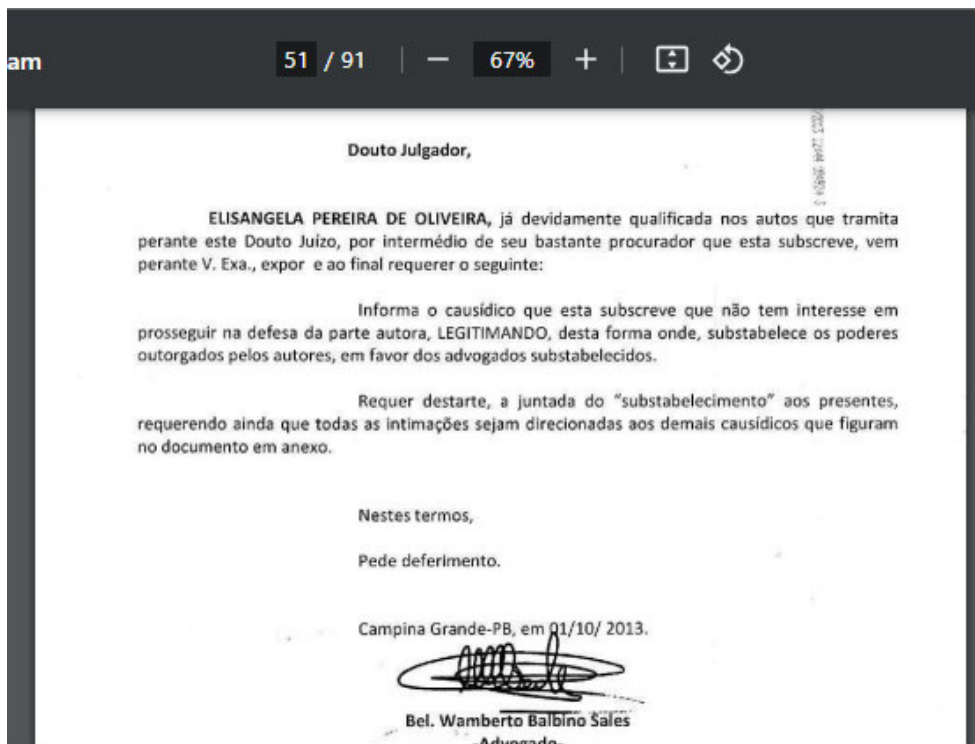 am
51 / 91 | — 67% + |
Douto Julgador,
ELISANGELA PEREIRA DE OLIVEIRA, já devidamente qualificada nos autos que tramita
perante este Douto Juízo, por intermédio de seu bastante procurador que esta subscreve, vem
perante V. Exa., expor e ao final requerer o seguinte:
Informa o causídico que esta subscreve que não tem interesse em
prosseguir na defesa da parte autora, LEGITIMANDO, desta forma onde, substabelece os poderes
outorgados pelos autores, em favor dos advogados substabelecidos.
Requer destarte, a juntada do “substabelecimento” aos presentes,
requerendo ainda que todas as intimações sejam direcionadas aos demais causídicos que figuram
no documento em anexo.
Nestes termos,
Pede deferimento.
Campina Grande-PB, em 01/10/ 2013.
Bel. Wamberto Balbino Sales
-Advogado-